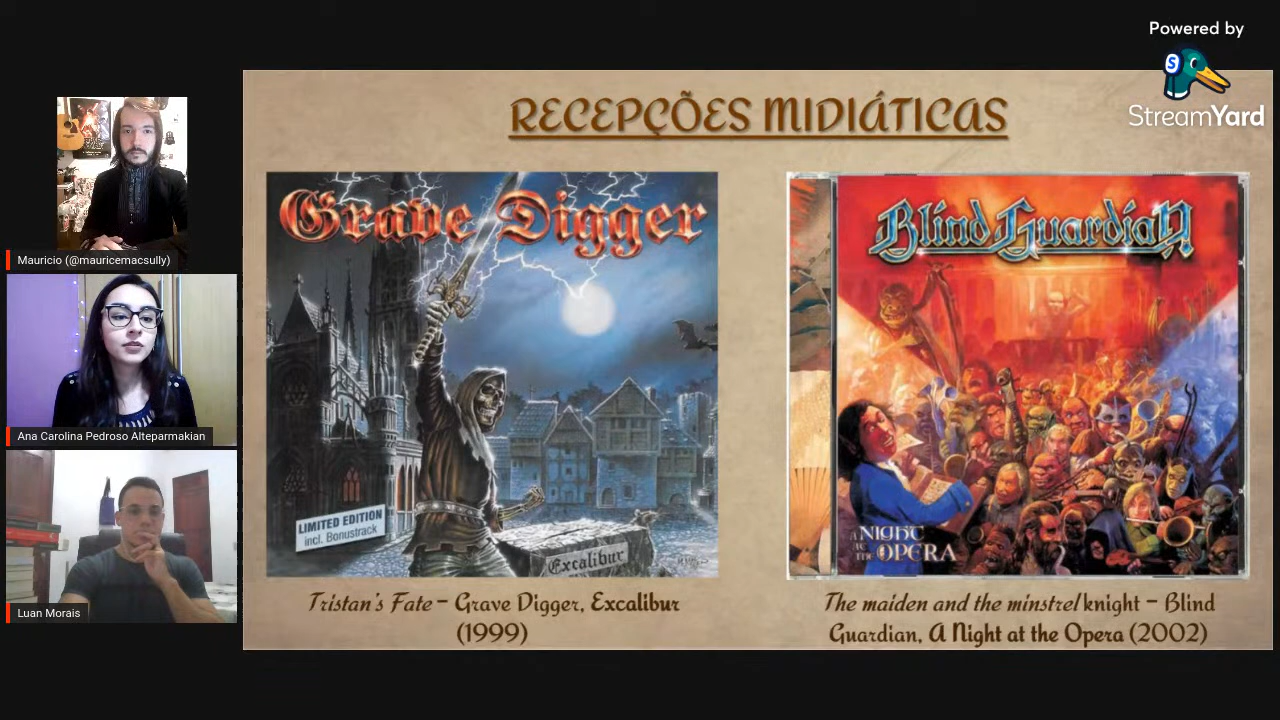 Powered by
StreamYard
RECEPÇÕES MIDIÁTICAS
Mauricio (@mauricemacsully)
Ana Carolina Pedroso Alteparmakian
Luan Morais
Grave Digger
LIMITED EDITION
incl. Bonustrack
Excalibur
Tristan's Fate – Grave Digger, Excalibur
(1999)
Blind Guardian
A NIGHT
AT THE OPERA
The maiden and the minstrel knight – Blind
Guardian, A Night at the Opera (2002)